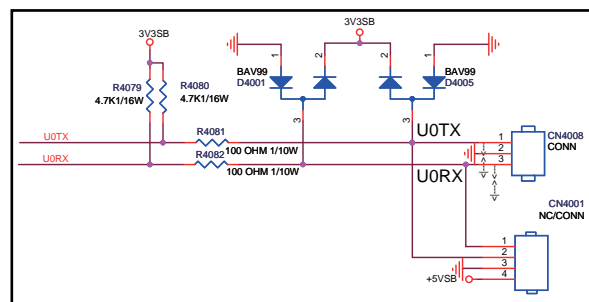 3V3SB
3V3SB
1
2
2
1
R4079
R4080
4.7K1/16W
4.7K1/16W
BAV99
D4001
BAV99
D4005
3
3
U0TX
R4081
U0TX
100 OHM 1/10W
U0RX
R4082
U0RX
100 OHM 1/10W
1
2
3
CN4008
CONN
CN4001
NC/CONN
1
2
3
4
+5VSB